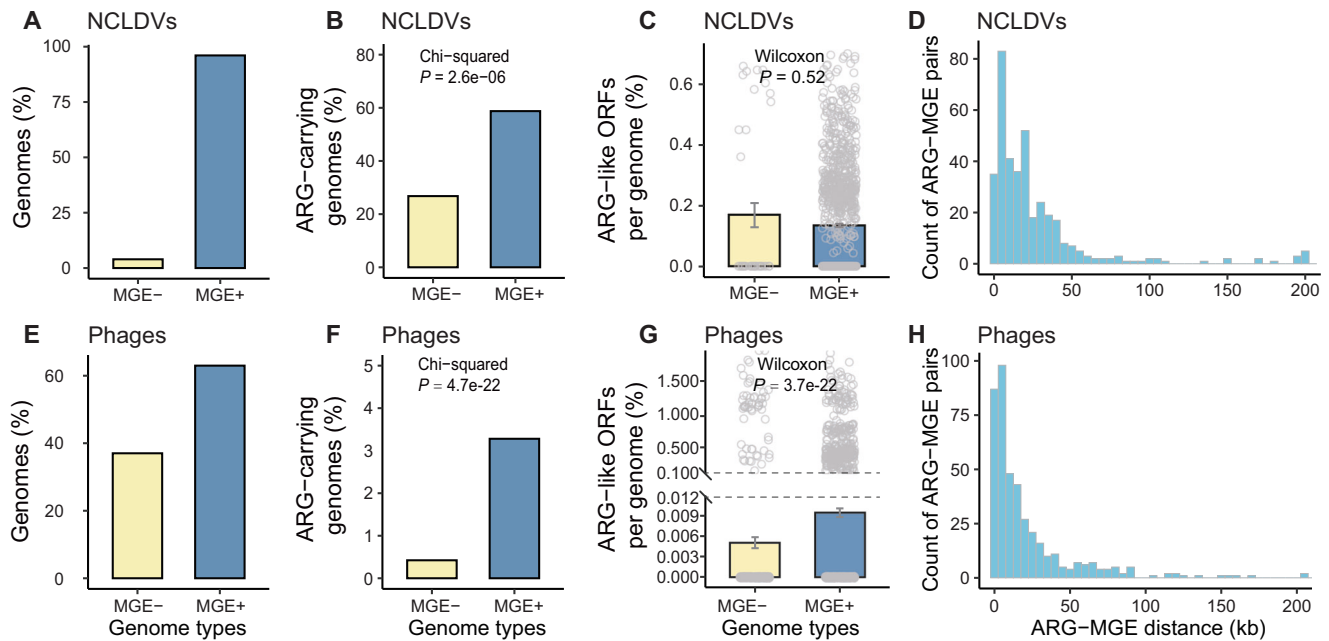 A
NCLDVs
Genomes (%)
100
75
50
25
0
MGE−
MGE+
B
NCLDVs
ARG−carrying
genomes (%)
80
60
40
20
0
Chi−squared
P = 2.6e−06
MGE−
MGE+
C
NCLDVs
ARG−like ORFs
per genome (%)
0.6
0.4
0.2
0.0
Wilcoxon
P = 0.52
MGE−
MGE+
D
NCLDVs
Count of ARG−MGE pairs
80
60
40
20
0
0
50
100
150
200
E
Phages
Genomes (%)
60
40
20
0
MGE−
MGE+
Genome types
F
Phages
ARG−carrying
genomes (%)
5
4
3
2
1
0
Chi−squared
P = 4.7e-22
MGE−
MGE+
Genome types
G
Phages
ARG−like ORFs
per genome (%)
1.500
1.000
0.500
0.100
0.012
0.009
0.006
0.003
0.000
Wilcoxon
P = 3.7e-22
MGE−
MGE+
Genome types
H
Phages
Count of ARG−MGE pairs
100
75
50
25
0
0
50
100
150
200
ARG−MGE distance (kb)